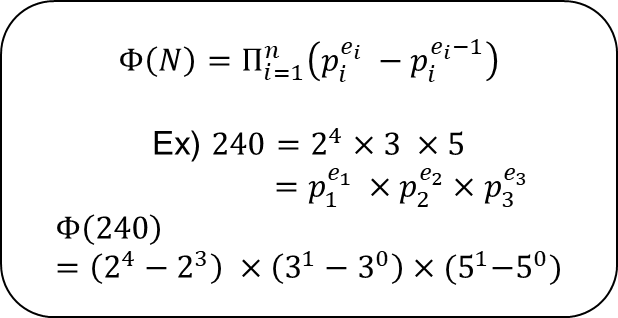 Φ(N) = Π_{i=1}^{n}(p_i^{e_i} − p_i^{e_i−1})
Ex) 240 = 2^4 × 3 × 5
= p_1^{e_1} × p_2^{e_2} × p_3^{e_3}
Φ(240)
= (2^4 − 2^3) × (3^1 − 3^0) × (5^1−5^0)